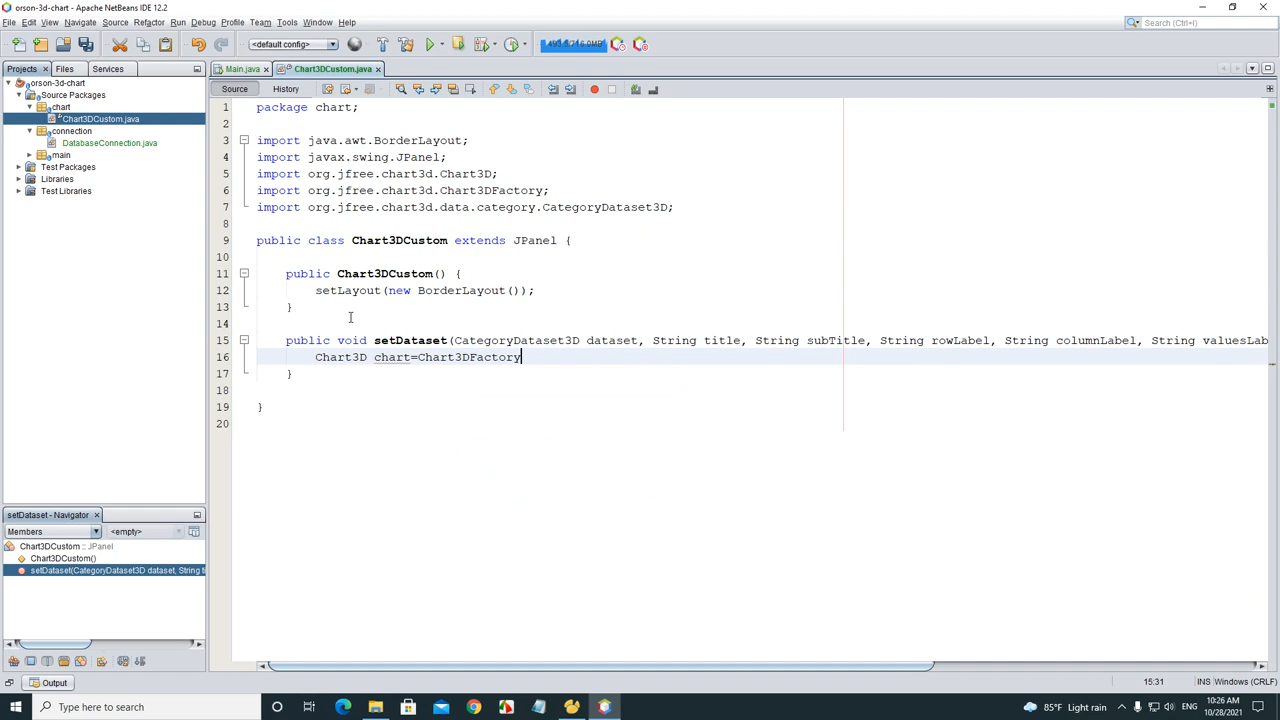 orson-3d-chart - Apache NetBeans IDE 12.2
File Edit View Navigate Source Refactor Run Debug Profile Team Tools Window Help
Search (Ctrl+I)
<default config>
Projects Files Services
Main.java Chart3DCustom.java
Source History
orson-3d-chart
Source Packages
chart
Chart3DCustom.java
connection
DatabaseConnection.java
main
Test Packages
Libraries
Test Libraries
1 package chart;
2
3 import java.awt.BorderLayout;
4 import javax.swing.JPanel;
5 import org.jfree.chart3d.Chart3D;
6 import org.jfree.chart3d.Chart3DFactory;
7 import org.jfree.chart3d.data.category.CategoryDataset3D;
8
9 public class Chart3DCustom extends JPanel {
10
11 public Chart3DCustom() {
12 setLayout(new BorderLayout());
13 }
14
15 public void setDataset(CategoryDataset3D dataset, String title, String subTitle, String rowLabel, String columnLabel, String valuesLab
16 Chart3D chart=Chart3DFactory
17 }
18
19 }
20
setDataset - Navigator
Members <empty>
Chart3DCustom :: JPanel
Chart3DCustom()
setDataset(CategoryDataset3D dataset, String ti
Output
15:31 INS Windows (CRLF)
Type here to search
85°F Light rain ENG 10:26 AM
10/28/2021